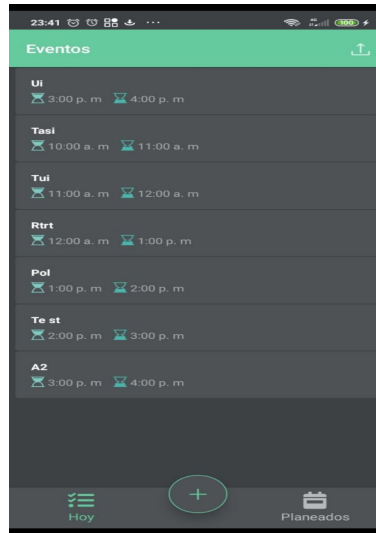 23:41
100
Eventos
Ui
3:00 p. m 4:00 p. m
Tasi
10:00 a. m 11:00 a. m
Tui
11:00 a. m 12:00 a. m
Rtrt
12:00 a. m 1:00 p. m
Pol
1:00 p. m 2:00 p. m
Te st
2:00 p. m 3:00 p. m
A2
3:00 p. m 4:00 p. m
Hoy
Planeados